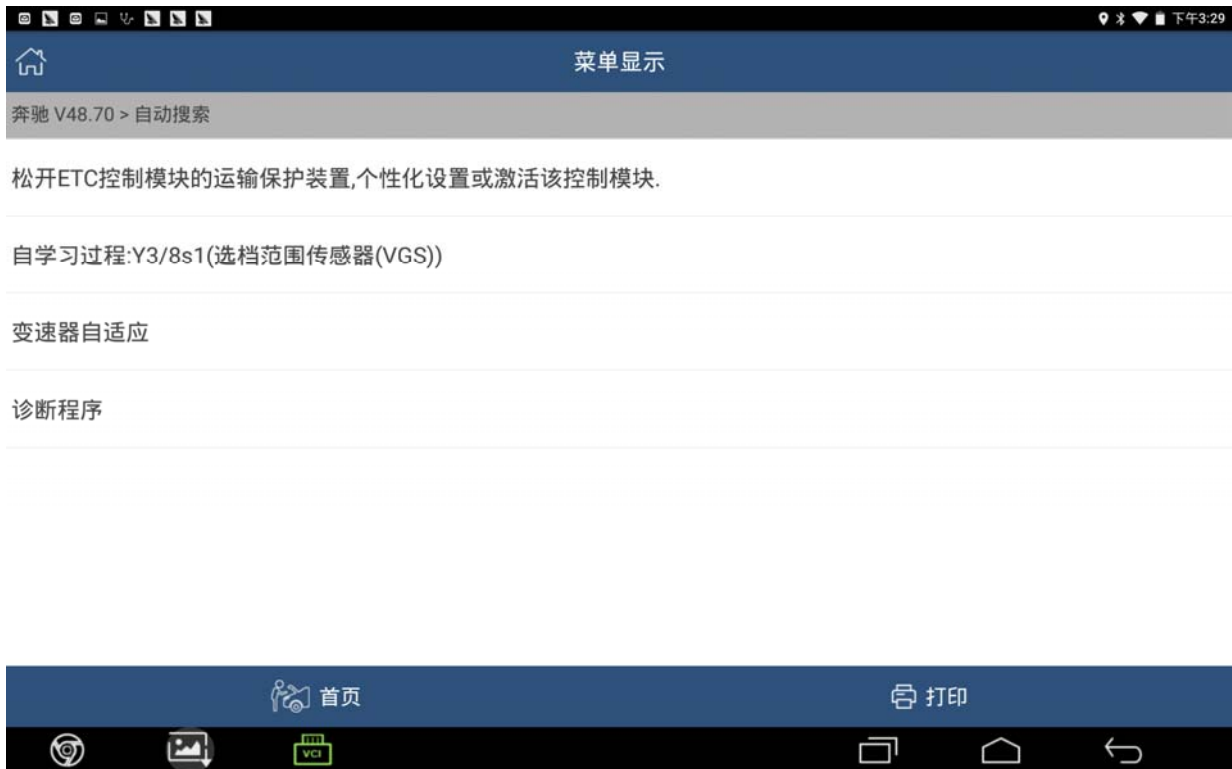 下午3:29
菜单显示
奔驰 V48.70 > 自动搜索
松开ETC控制模块的运输保护装置,个性化设置或激活该控制模块.
自学习过程:Y3/8s1(选档范围传感器(VGS))
变速器自适应
诊断程序
首页
打印
VCI